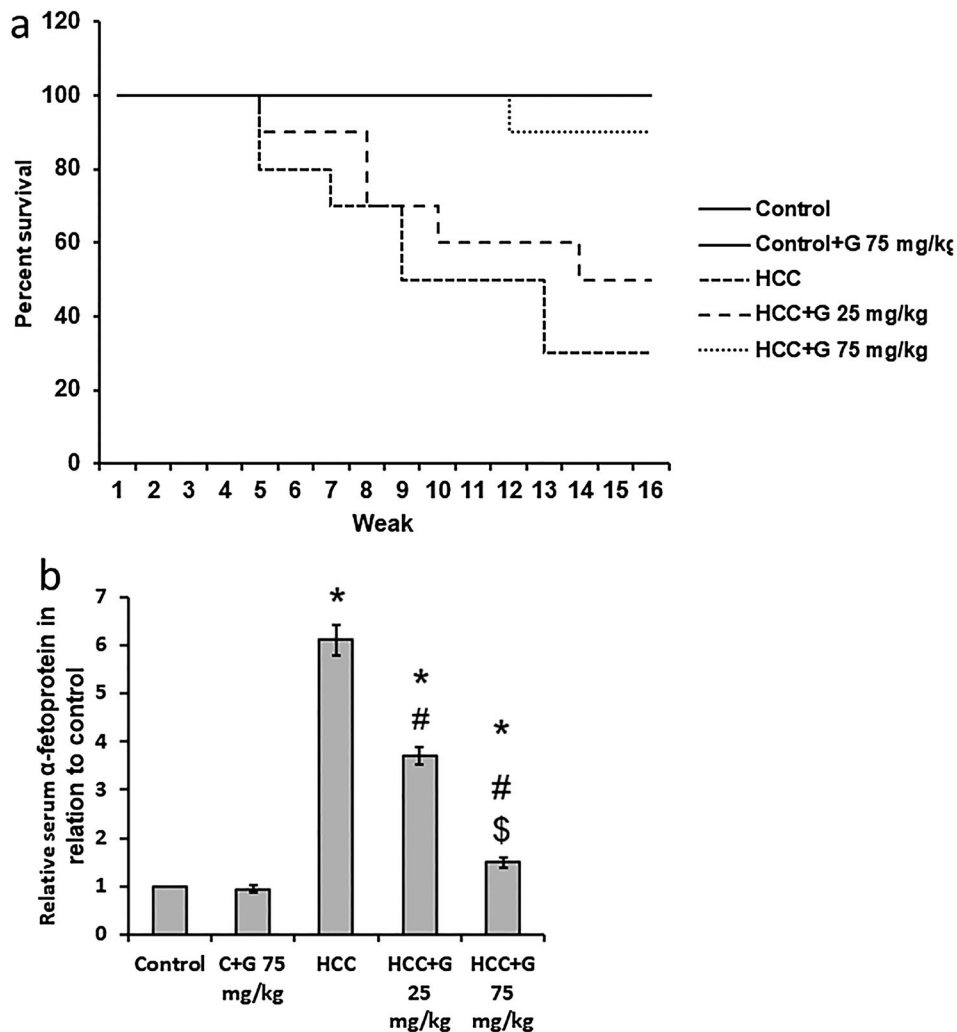 a
120
100
80
60
40
20
0
Percent survival
1 2 3 4 5 6 7 8 9 10 11 12 13 14 15 16
Weak
Control
Control+G 75 mg/kg
HCC
HCC+G 25 mg/kg
HCC+G 75 mg/kg
b
7
6
5
4
3
2
1
0
Relative serum α-fetoprotein in
relation to control
*
*
#
*
#
$
Control
C+G 75
mg/kg
HCC
HCC+G
25
mg/kg
HCC+G
75
mg/kg